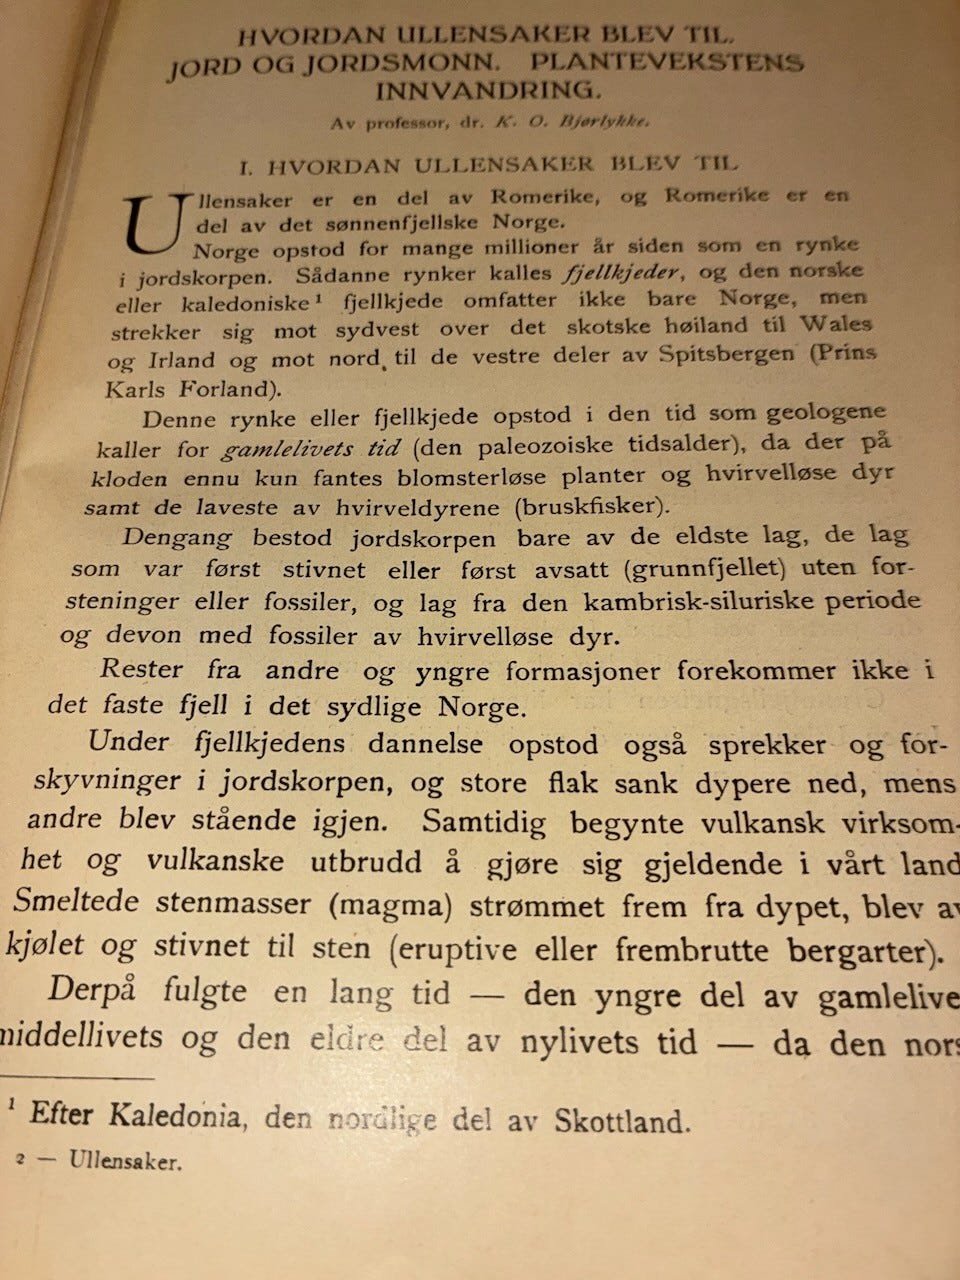 HVORDAN ULLENSAKER BLEV TIL.
JORD OG JORDSMONN. PLANTEVEKSTENS
INNVANDRING.
Av professor, dr. K. O. Bjørlykke.
I. HVORDAN ULLENSAKER BLEV TIL
Ullensaker er en del av Romerike, og Romerike er en
del av det sønnenfjellske Norge.
Norge opstod for mange millioner år siden som en rynke
i jordskorpen. Sådanne rynker kalles fjellkjeder, og den norske
eller kaledoniske¹ fjellkjede omfatter ikke bare Norge, men
strekker sig mot sydvest over det skotske høiland til Wales
og Irland og mot nord til de vestre deler av Spitsbergen (Prins
Karls Forland).
Denne rynke eller fjellkjede opstod i den tid som geologene
kaller for gamlelivets tid (den paleozoiske tidsalder), da der på
kloden ennu kun fantes blomsterløse planter og hvirvelløse dyr
samt de laveste av hvirveldyrene (bruskfisker).
Dengang bestod jordskorpen bare av de eldste lag, de lag
som var først stivnet eller først avsatt (grunnfjellet) uten for-
steninger eller fossiler, og lag fra den kambrisk-siluriske periode
og devon med fossiler av hvirvelløse dyr.
Rester fra andre og yngre formasjoner forekommer ikke i
det faste fjell i det sydlige Norge.
Under fjellkjedens dannelse opstod også sprekker og for-
skyvninger i jordskorpen, og store flak sank dypere ned, mens
andre blev stående igjen. Samtidig begynte vulkansk virksom-
het og vulkanske utbrudd å gjøre sig gjeldende i vårt land
Smeltede stenmasser (magma) strømmet frem fra dypet, blev av
kjølet og stivnet til sten (eruptive eller frembrutte bergarter).
Derpå fulgte en lang tid — den yngre del av gamlelive
middellivets og den eldre del av nylivets tid — da den nors
¹ Efter Kaledonia, den nordlige del av Skottland.
2 — Ullensaker.